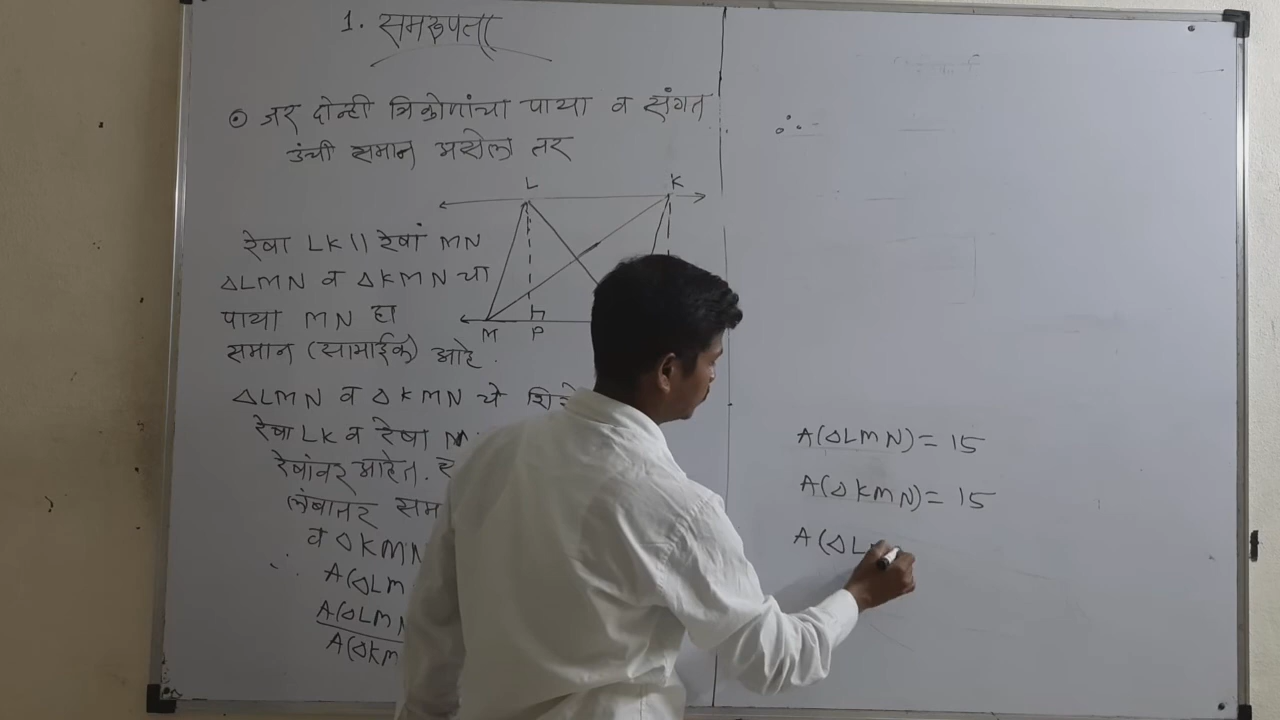 1. समरूपता
⊙ जर दोन्ही त्रिकोणांचा पाया व संगत
उंची समान असेल तर
L K
रेषा LK || रेषा MN
△LMN व △KMN चा
पाया MN हा
समान (सामाईक) आहे.
M P
△LMN व △KMN चे
रेषा LK व रेषा M
रेषांवर आहेत.
लंबांतर सम
व △KMN
∴
A(△LM
A(△LMN
A(△KM
∴
A(△LMN) = 15
A(△KMN) = 15
A(△L